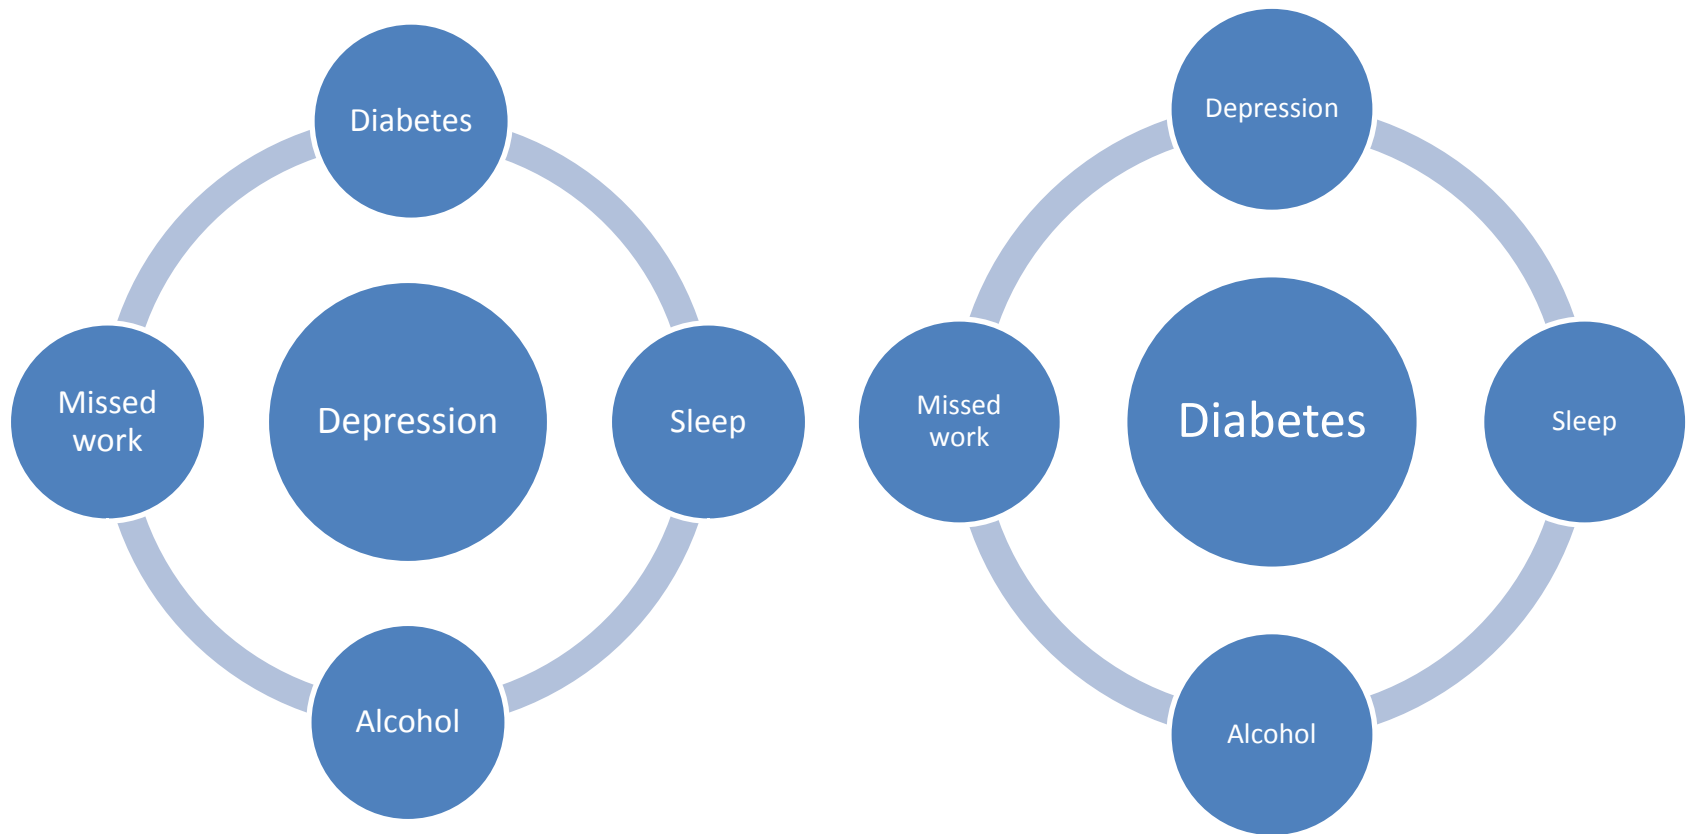 Diabetes
Missed
work
Depression
Sleep
Alcohol
Depression
Missed
work
Diabetes
Sleep
Alcohol